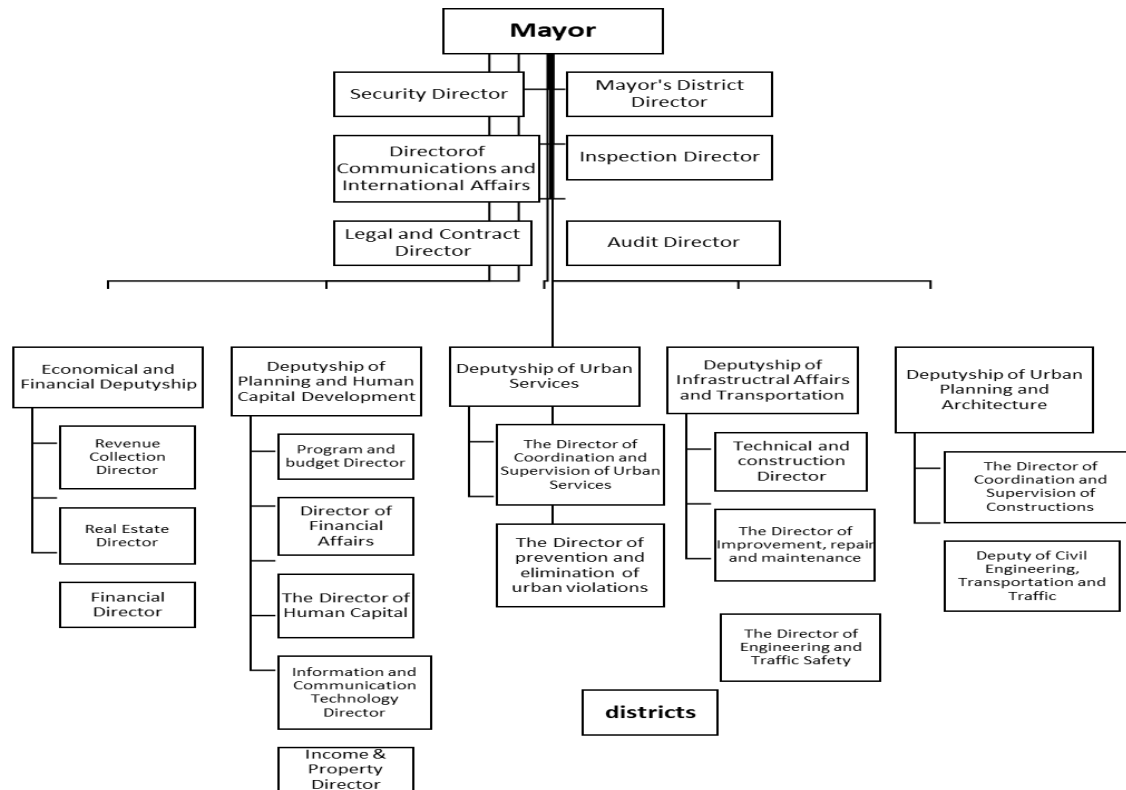 Mayor
Security Director
Mayor's District
Director
Directorof
Communications and
International Affairs
Inspection Director
Legal and Contract
Director
Audit Director
Economical and
Financial Deputyship
Revenue
Collection
Director
Real Estate
Director
Financial
Director
Deputyship of
Planning and Human
Capital Development
Program and
budget Director
Director of
Financial
Affairs
The Director of
Human Capital
Information and
Communication
Technology
Director
Income &
Property
Director
Deputyship of Urban
Services
The Director of
Coordination and
Supervision of Urban
Services
The Director of
prevention and
elimination of
urban violations
Deputyship of
Infrastructral Affairs
and Transportation
Technical and
construction
Director
The Director of
Improvement, repair
and maintenance
The Director of
Engineering and
Traffic Safety
Deputyship of Urban
Planning and
Architecture
The Director of
Coordination and
Supervision of
Constructions
Deputy of Civil
Engineering,
Transportation and
Traffic
districts